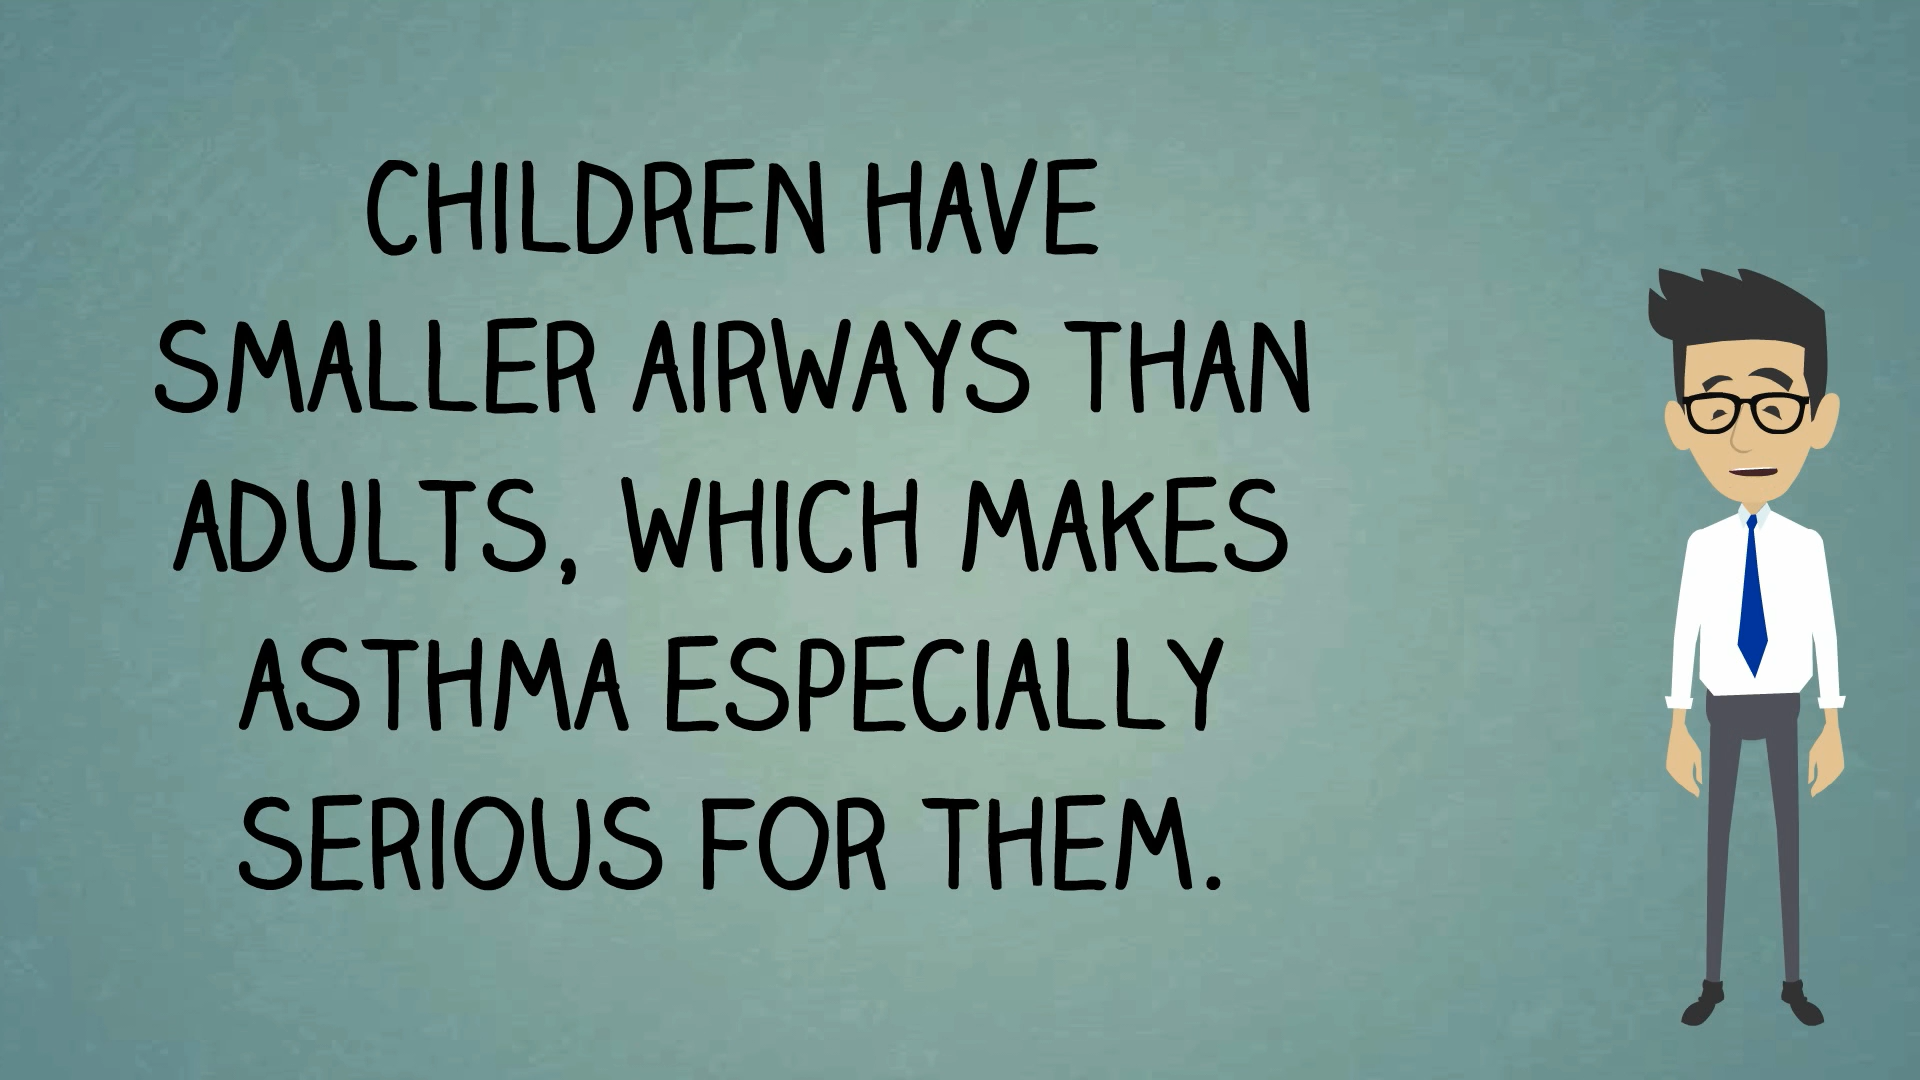 CHILDREN HAVE
SMALLER AIRWAYS THAN
ADULTS, WHICH MAKES
ASTHMA ESPECIALLY
SERIOUS FOR THEM.